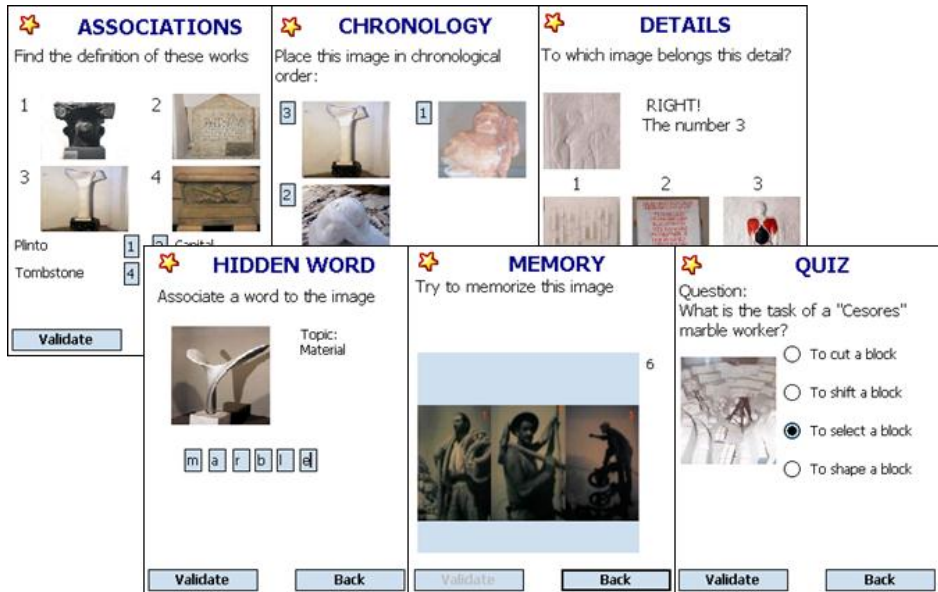 ASSOCIATIONS
Find the definition of these works
1
2
3
4
Plinto 1
Tombstone 4
Validate
CHRONOLOGY
Place this image in chronological
order:
3
1
2
DETAILS
To which image belongs this detail?
RIGHT!
The number 3
1 2 3
HIDDEN WORD
Associate a word to the image
Topic:
Material
m a r b l e
Validate Back
MEMORY
Try to memorize this image
6
Validate Back
QUIZ
Question:
What is the task of a "Cesores"
marble worker?
To cut a block
To shift a block
To select a block
To shape a block
Validate Back